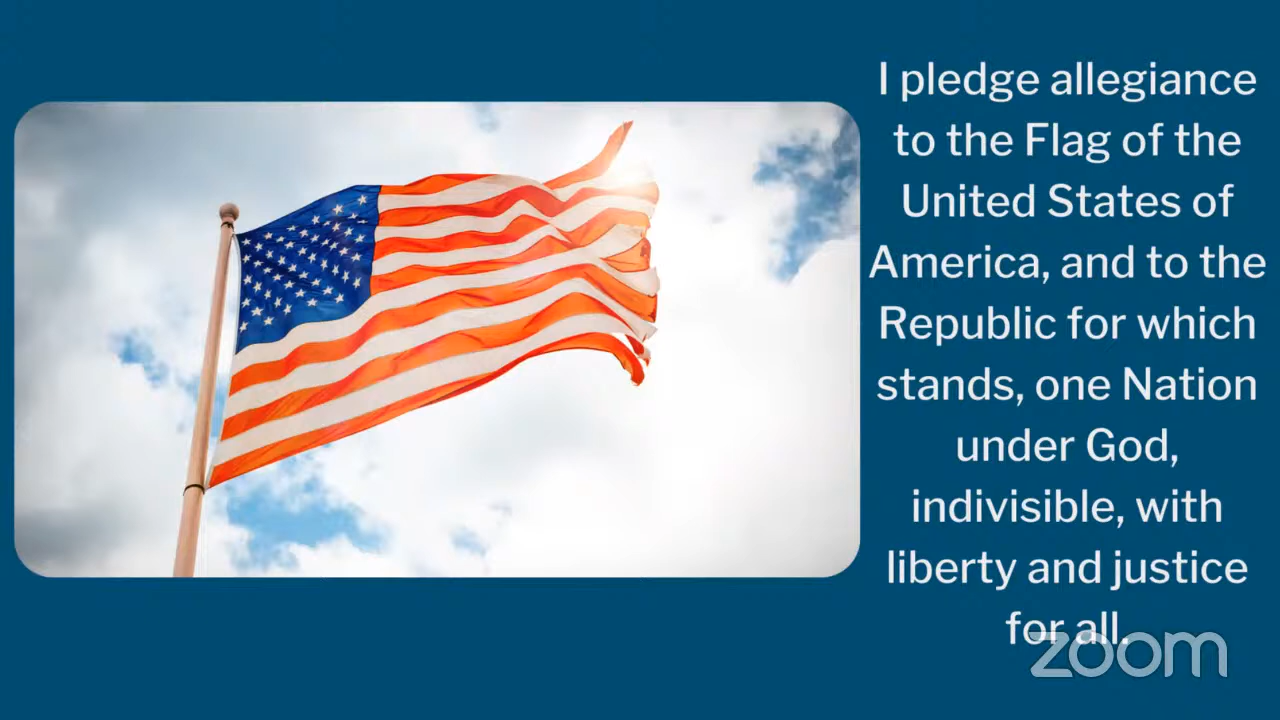 I pledge allegiance
to the Flag of the
United States of
America, and to the
Republic for which
stands, one Nation
under God,
indivisible, with
liberty and justice
for all.
zoom